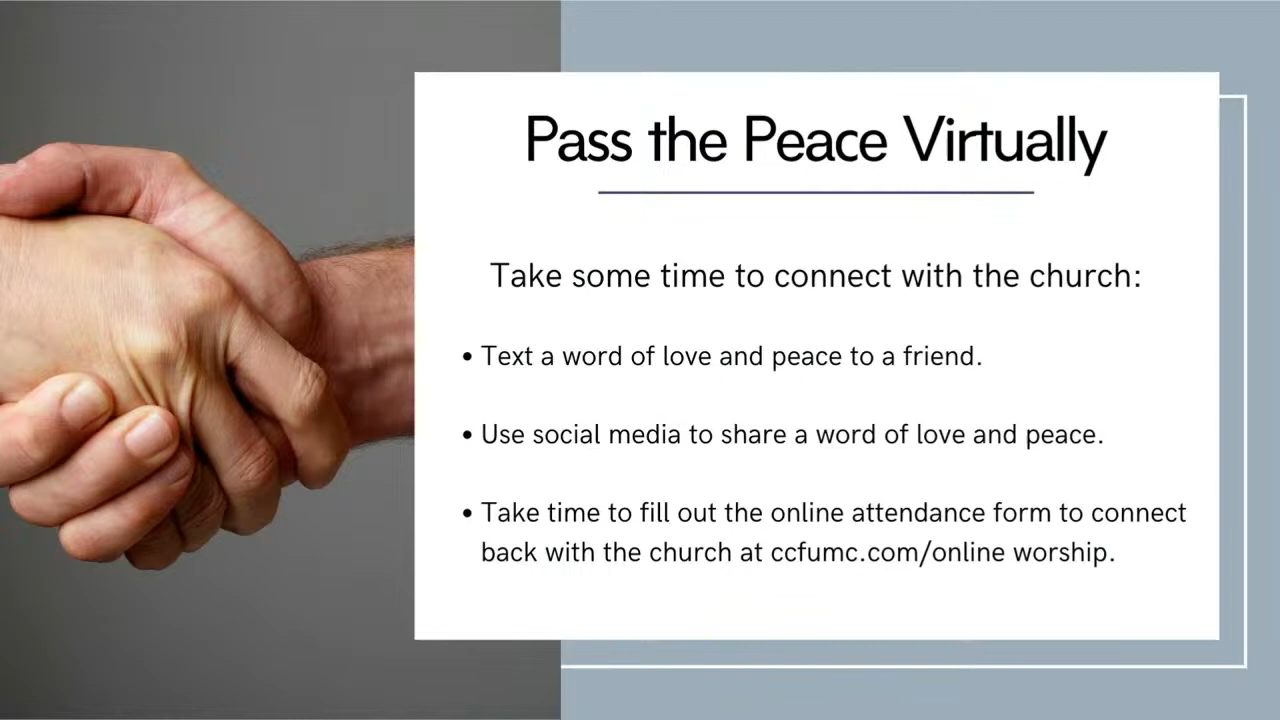 Pass the Peace Virtually
Take some time to connect with the church:
• Text a word of love and peace to a friend.
• Use social media to share a word of love and peace.
• Take time to fill out the online attendance form to connect
back with the church at ccfumc.com/online worship.